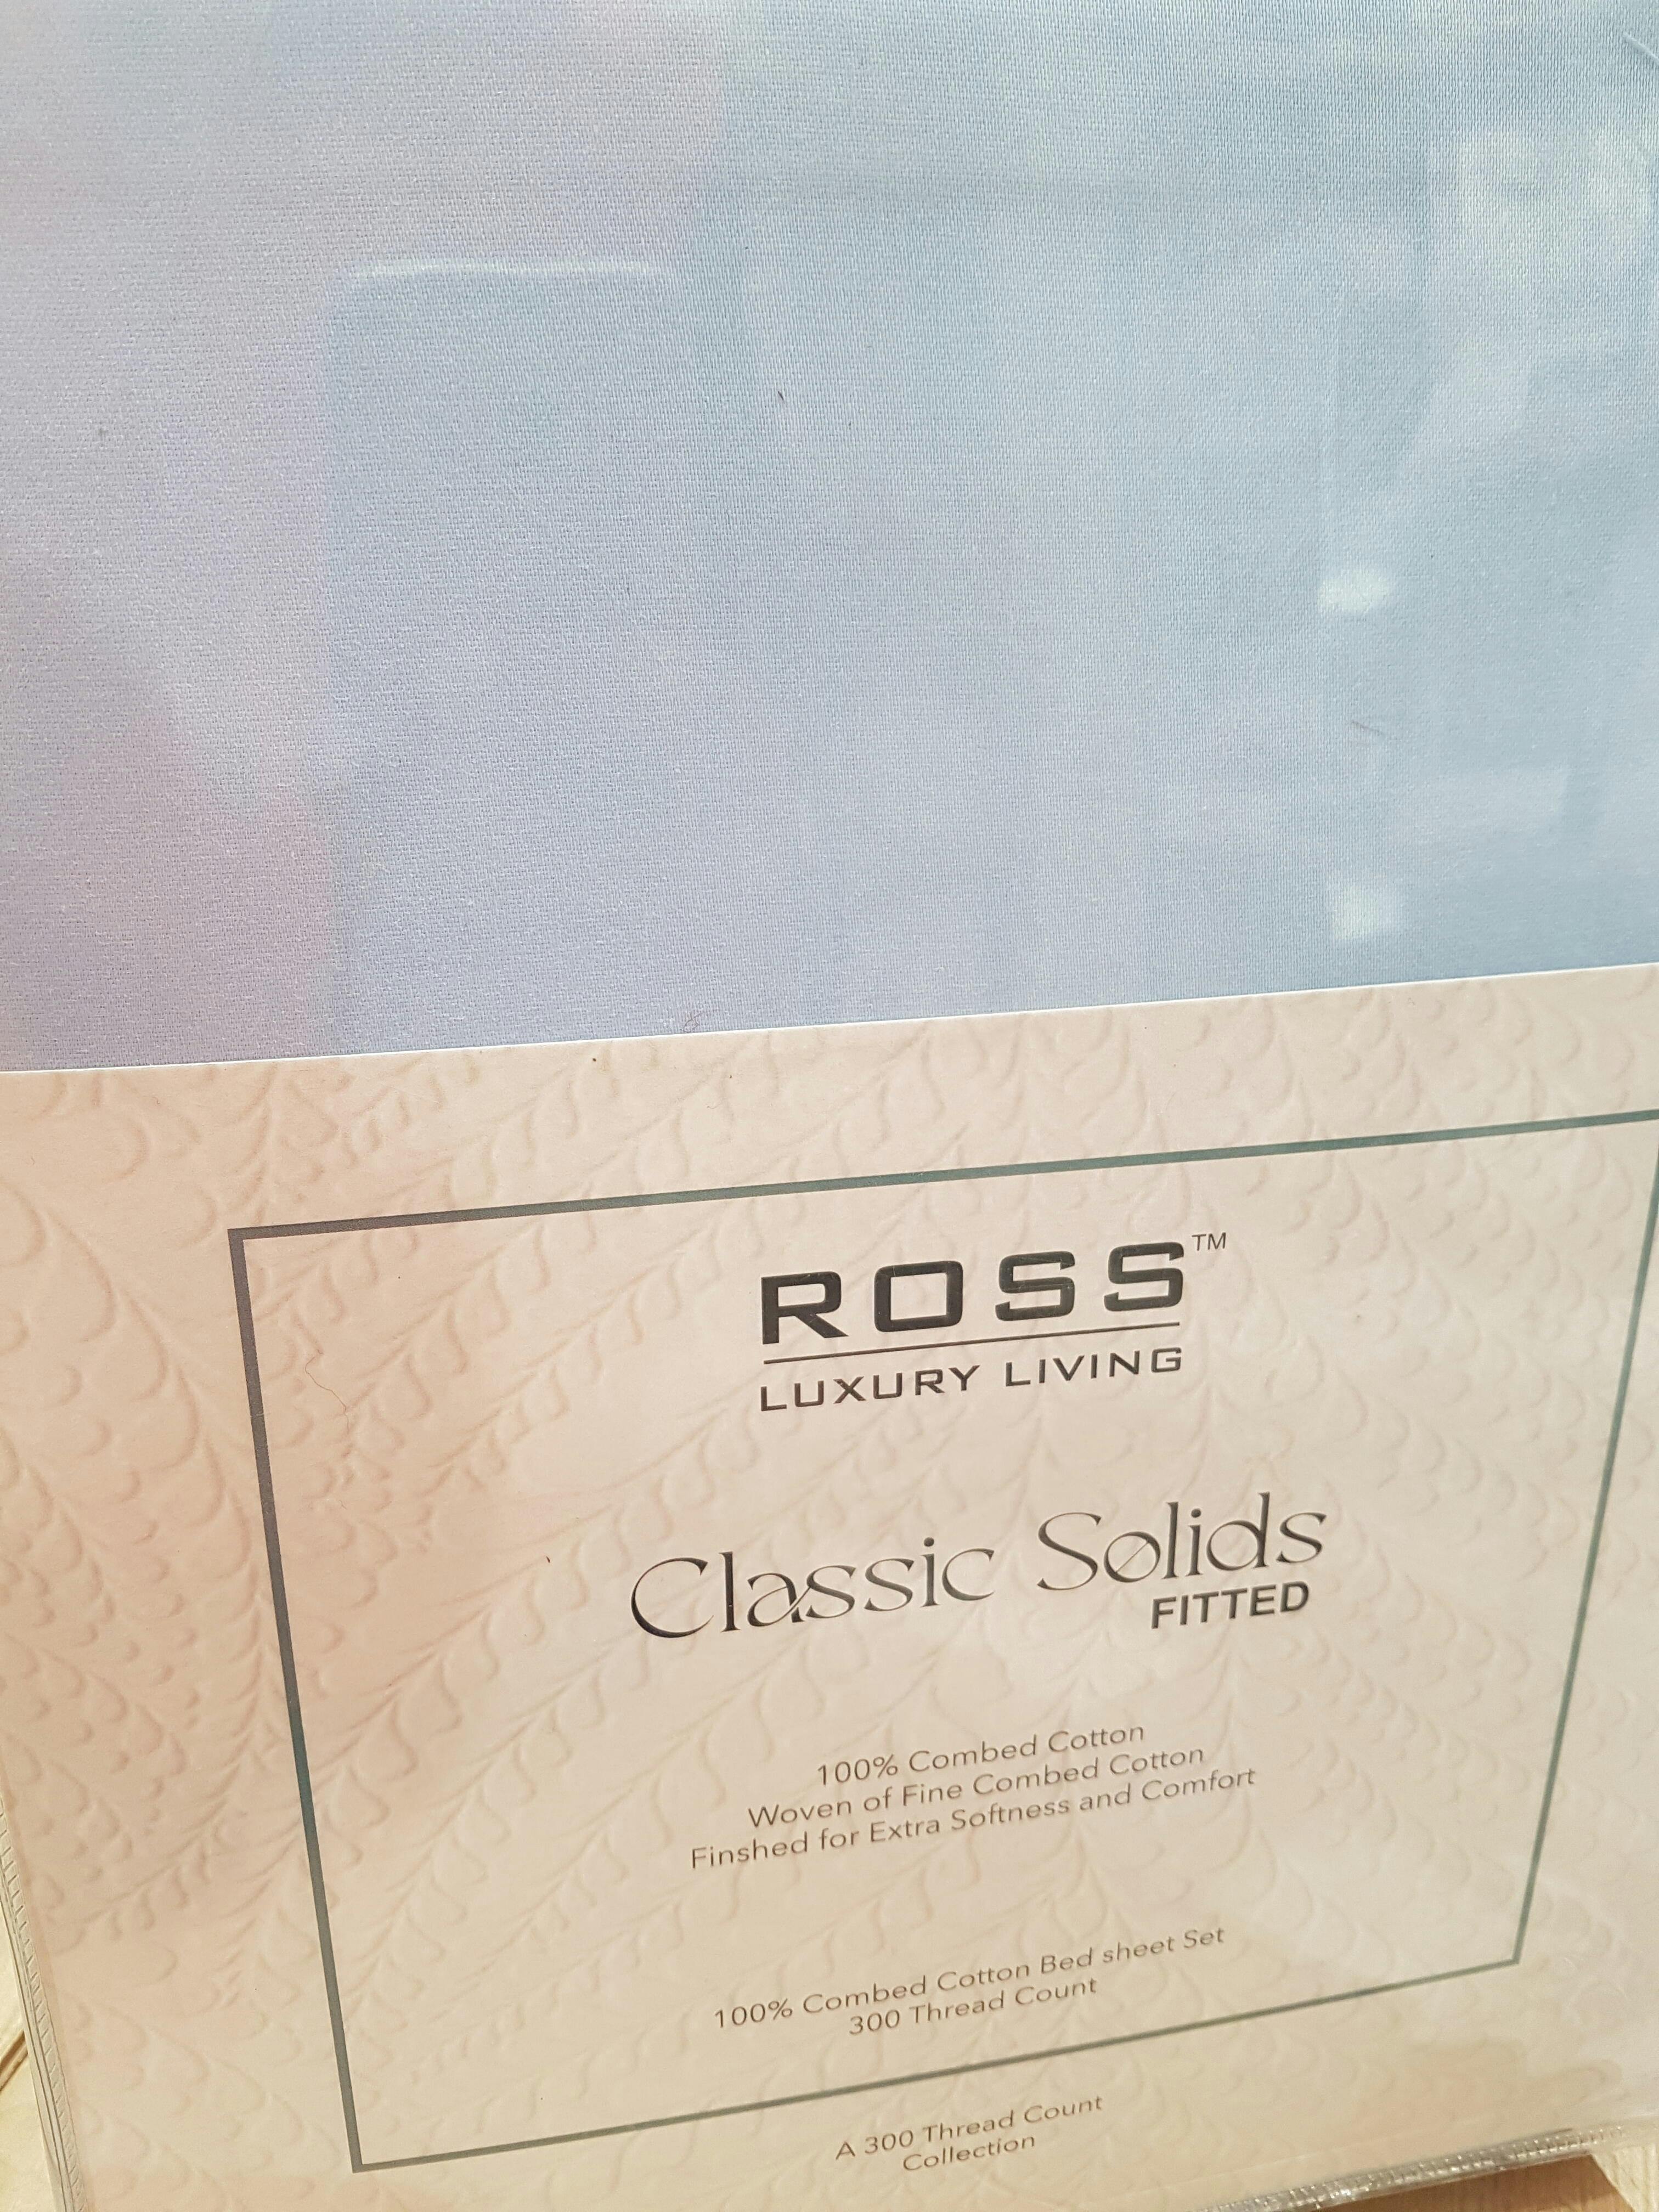 ROSS™
LUXURY LIVING
Classic Solids
FITTED
100% Combed Cotton
Woven of Fine Combed Cotton
Finshed for Extra Softness and Comfort
100% Combed Cotton Bed sheet Set
300 Thread Count
A 300 Thread Count
Collection